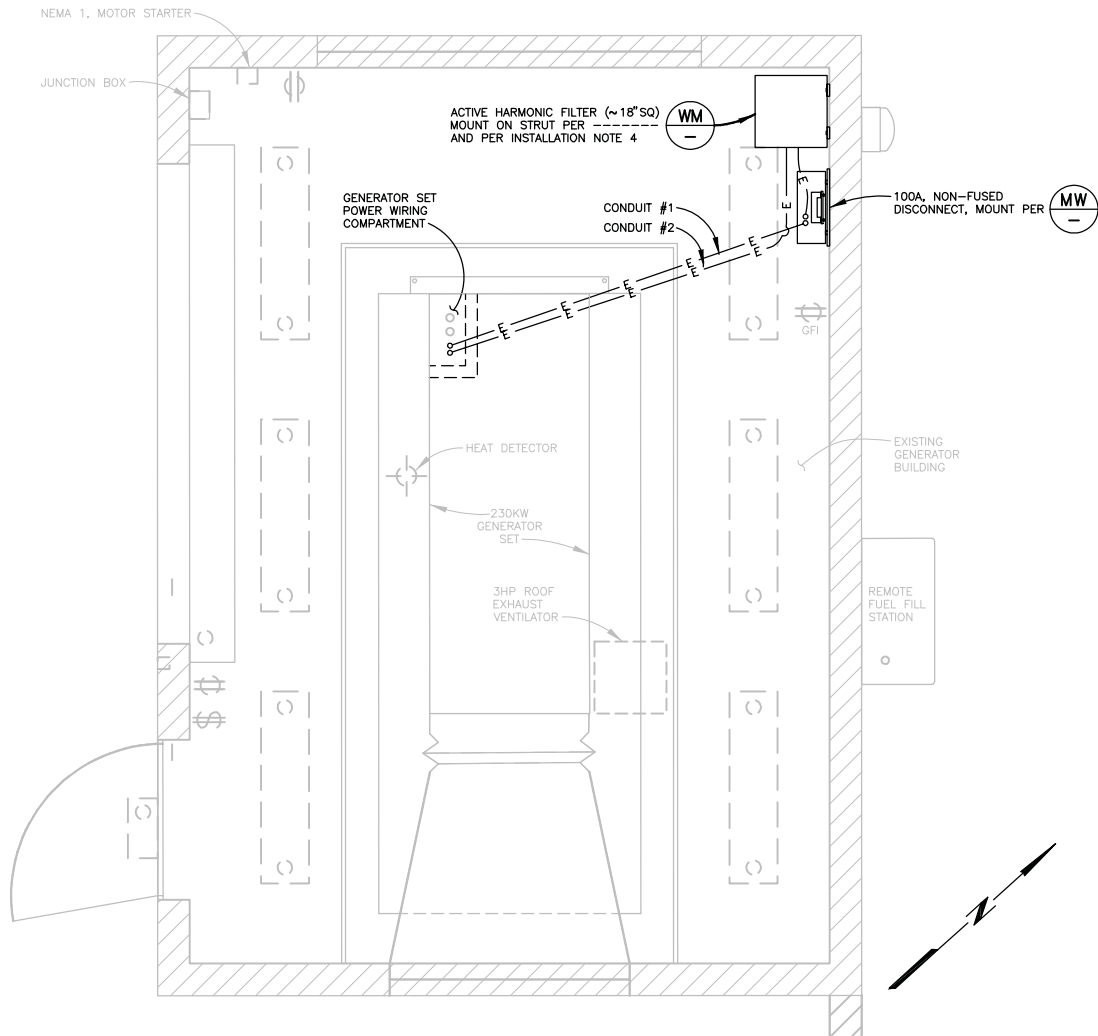 NEMA 1, MOTOR STARTER
JUNCTION BOX
ACTIVE HARMONIC FILTER (~18"SQ)
MOUNT ON STRUT PER
AND PER INSTALLATION NOTE 4
WM
–
GENERATOR SET
POWER WIRING
COMPARTMENT
CONDUIT #1
CONDUIT #2
100A, NON-FUSED
DISCONNECT, MOUNT PER
MW
–
E
E
E
E
E
E
E
E
E
E
E
E
GFI
HEAT DETECTOR
EXISTING
GENERATOR
BUILDING
230KW
GENERATOR
SET
3HP ROOF
EXHAUST
VENTILATOR
REMOTE
FUEL FILL
STATION
$
N